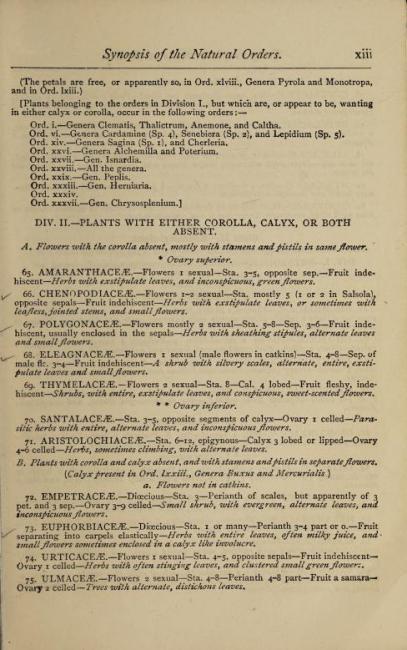 Synopsis of the Natural Orders. xiii
(The petals are free, or apparently so, in Ord. xlviii., Genera Pyrola and Monotropa,
and in Ord. lxiii.)
[Plants belonging to the orders in Division I., but which are, or appear to be, wanting
in either calyx or corolla, occur in the following orders:—
Ord. i.—Genera Clematis, Thalictrum, Anemone, and Caltha.
Ord. vi.—Genera Cardamine (Sp. 4), Senebiera (Sp. 2), and Lepidium (Sp. 5).
Ord. xiv.—Genera Sagina (Sp. 1), and Cherleria.
Ord. xxvi.—Genera Alchemilla and Poterium.
Ord. xxvii.—Gen. Isnardia.
Ord. xxviii.—All the genera.
Ord. xxix.—Gen. Peplis.
Ord. xxxiii.—Gen. Herniaria.
Ord. xxxiv.
Ord. xxxvii.—Gen. Chrysosplenium.]
DIV. II.—PLANTS WITH EITHER COROLLA, CALYX, OR BOTH
ABSENT.
A. Flowers with the corolla absent, mostly with stamens and pistils in same flower.
* Ovary superior.
65. AMARANTHACEÆ.—Flowers 1 sexual—Sta. 3-5, opposite sep.—Fruit inde-
hiscent—Herbs with exstipulate leaves, and inconspicuous, green flowers.
66. CHENOPODIACEÆ.—Flowers 1-2 sexual—Sta. mostly 5 (1 or 2 in Salsola),
opposite sepals—Fruit indehiscent—Herbs with exstipulate leaves, or sometimes with
leafless, jointed stems, and small flowers.
67. POLYGONACEÆ.—Flowers mostly 2 sexual—Sta. 5-8—Sep. 3-6—Fruit inde-
hiscent, usually enclosed in the sepals—Herbs with sheathing stipules, alternate leaves
and small flowers.
68. ELEAGNACEÆ.—Flowers 1 sexual (male flowers in catkins)—Sta. 4-8—Sep. of
male flr. 3-4—Fruit indehiscent—A shrub with silvery scales, alternate, entire, exsti-
pulate leaves and small flowers.
69. THYMELACEÆ.—Flowers 2 sexual—Sta. 8—Cal. 4 lobed—Fruit fleshy, inde-
hiscent—Shrubs, with entire, exstipulate leaves, and conspicuous, sweet-scented flowers.
* * Ovary inferior.
70. SANTALACEÆ.—Sta. 3-5, opposite segments of calyx—Ovary 1 celled—Para-
sitic herbs with entire, alternate leaves, and inconspicuous flowers.
71. ARISTOLOCHIACEÆ.—Sta. 6-12, epigynous—Calyx 3 lobed or lipped—Ovary
4-6 celled—Herbs, sometimes climbing, with alternate leaves.
B. Plants with corolla and calyx absent, and with stamens and pistils in separate flowers.
(Calyx present in Ord. lxxiii., Genera Buxus and Mercurialis.)
a. Flowers not in catkins.
72. EMPETRACEÆ.—Diœcious—Sta. 3—Perianth of scales, but apparently of 3
pet. and 3 sep.—Ovary 3-9 celled—Small shrub, with evergreen, alternate leaves, and
inconspicuous flowers.
73. EUPHORBIACEÆ.—Diœcious—Sta. 1 or many—Perianth 3-4 part or 0.—Fruit
separating into carpels elastically—Herbs with entire leaves, often milky juice, and
small flowers sometimes enclosed in a calyx like involucre.
74. URTICACEÆ.—Flowers 1 sexual—Sta. 4-5, opposite sepals—Fruit indehiscent—
Ovary 1 celled—Herbs with often stinging leaves, and clustered small green flowers.
75. ULMACEÆ.—Flowers 2 sexual—Sta. 4-8—Perianth 4-8 part—Fruit a samara—
Ovary 2 celled—Trees with alternate, distichous leaves.